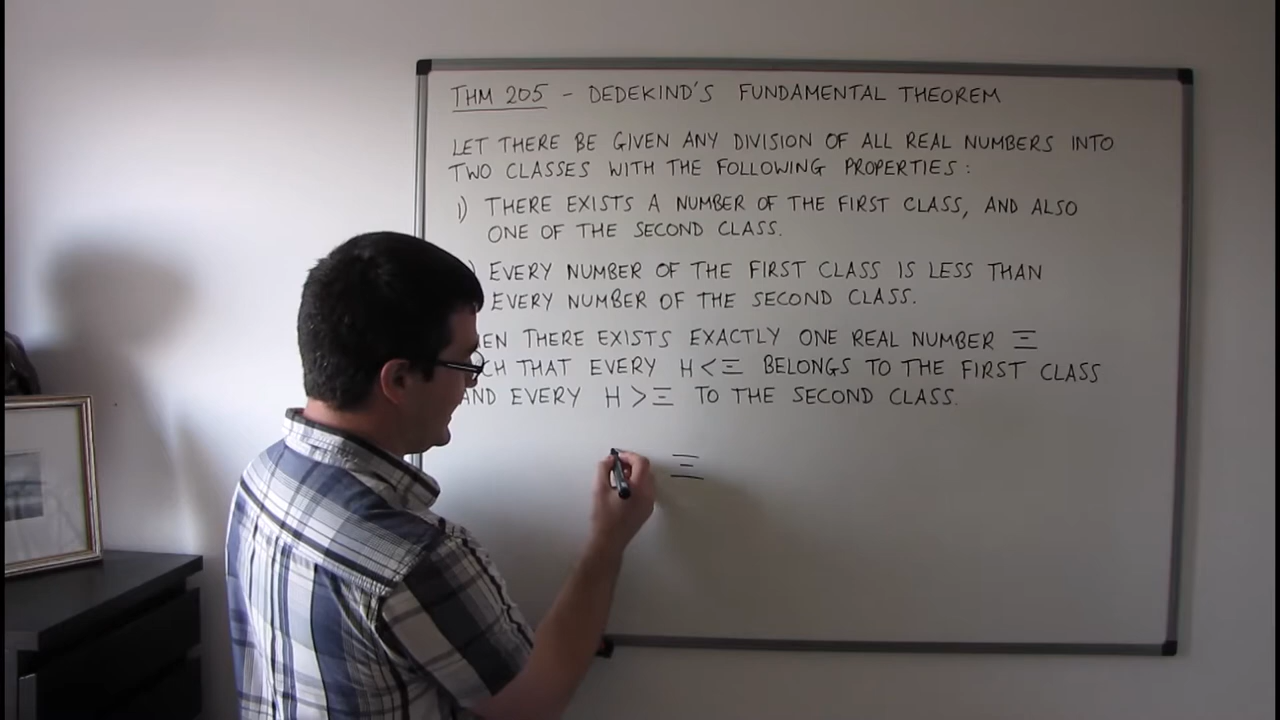 THM 205 - DEDEKIND'S FUNDAMENTAL THEOREM
LET THERE BE GIVEN ANY DIVISION OF ALL REAL NUMBERS INTO
TWO CLASSES WITH THE FOLLOWING PROPERTIES:
1) THERE EXISTS A NUMBER OF THE FIRST CLASS, AND ALSO
ONE OF THE SECOND CLASS.
) EVERY NUMBER OF THE FIRST CLASS IS LESS THAN
EVERY NUMBER OF THE SECOND CLASS.
EN THERE EXISTS EXACTLY ONE REAL NUMBER Ξ
CH THAT EVERY H < Ξ BELONGS TO THE FIRST CLASS
AND EVERY H > Ξ TO THE SECOND CLASS.
Ξ